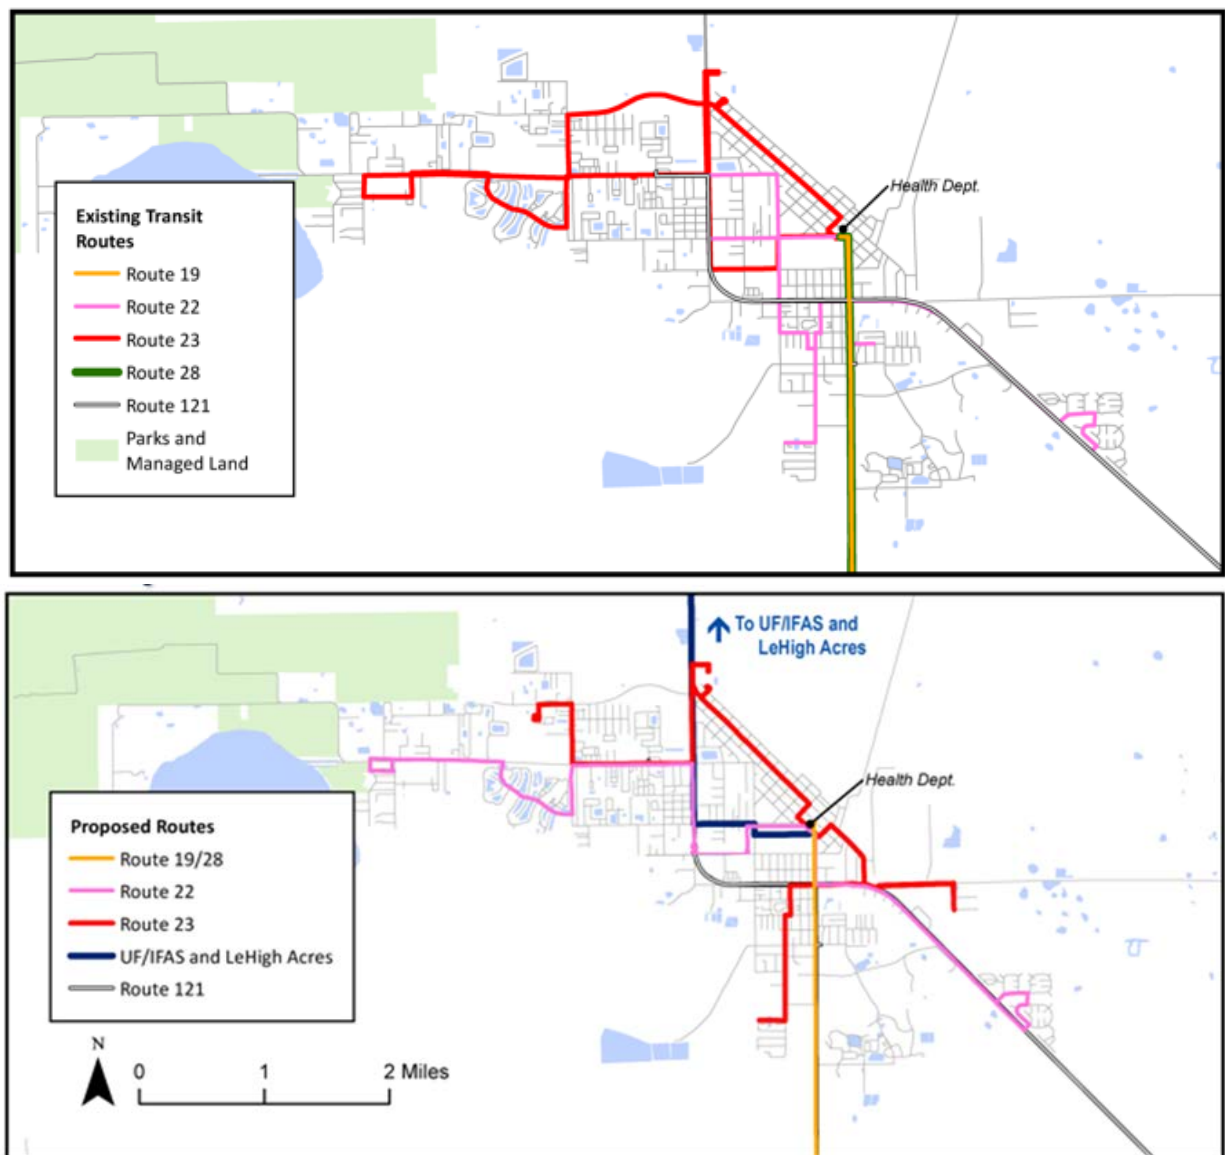 Health Dept.
Existing Transit
Routes
Route 19
Route 22
Route 23
Route 28
Route 121
Parks and
Managed Land
To UF/IFAS and
LeHigh Acres
Health Dept.
Proposed Routes
Route 19/28
Route 22
Route 23
UF/IFAS and LeHigh Acres
Route 121
N
0 1 2 Miles